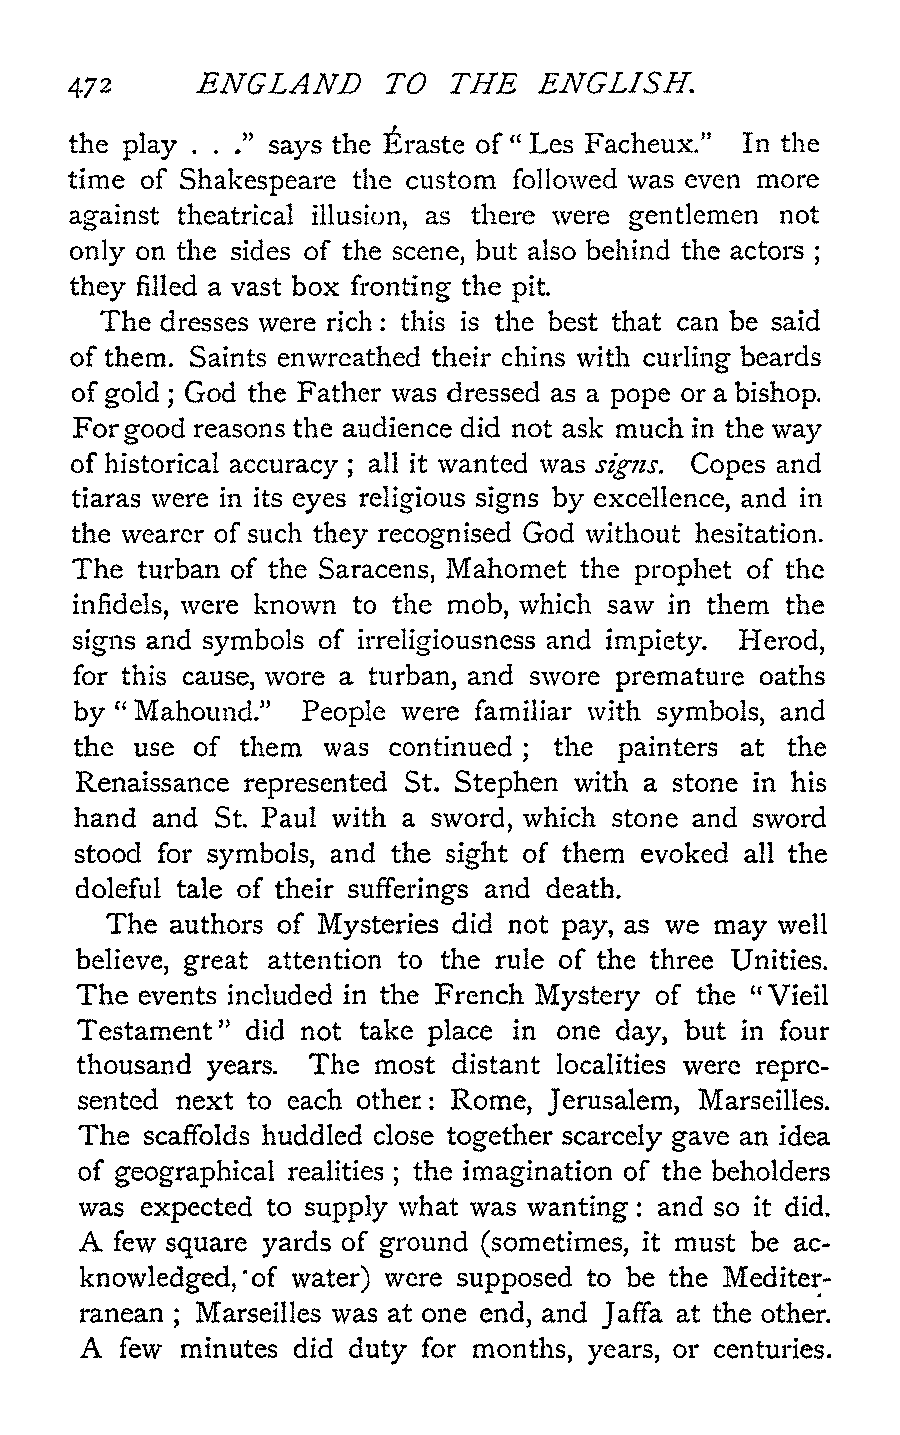 472 ENGLAND TO THE ENGLISH.
the play . . ." says the Éraste of " Les Facheux." In the
time of Shakespeare the custom followed was even more
against theatrical illusion, as there were gentlemen not
only on the sides of the scene, but also behind the actors ;
they filled a vast box fronting the pit.
The dresses were rich : this is the best that can be said
of them. Saints enwreathed their chins with curling beards
of gold ; God the Father was dressed as a pope or a bishop.
For good reasons the audience did not ask much in the way
of historical accuracy ; all it wanted was signs. Copes and
tiaras were in its eyes religious signs by excellence, and in
the wearer of such they recognised God without hesitation.
The turban of the Saracens, Mahomet the prophet of the
infidels, were known to the mob, which saw in them the
signs and symbols of irreligiousness and impiety. Herod,
for this cause, wore a turban, and swore premature oaths
by " Mahound." People were familiar with symbols, and
the use of them was continued ; the painters at the
Renaissance represented St. Stephen with a stone in his
hand and St. Paul with a sword, which stone and sword
stood for symbols, and the sight of them evoked all the
doleful tale of their sufferings and death.
The authors of Mysteries did not pay, as we may well
believe, great attention to the rule of the three Unities.
The events included in the French Mystery of the " Vieil
Testament " did not take place in one day, but in four
thousand years. The most distant localities were repre-
sented next to each other : Rome, Jerusalem, Marseilles.
The scaffolds huddled close together scarcely gave an idea
of geographical realities ; the imagination of the beholders
was expected to supply what was wanting : and so it did.
A few square yards of ground (sometimes, it must be ac-
knowledged, of water) were supposed to be the Mediter-
ranean ; Marseilles was at one end, and Jaffa at the other.
A few minutes did duty for months, years, or centuries.